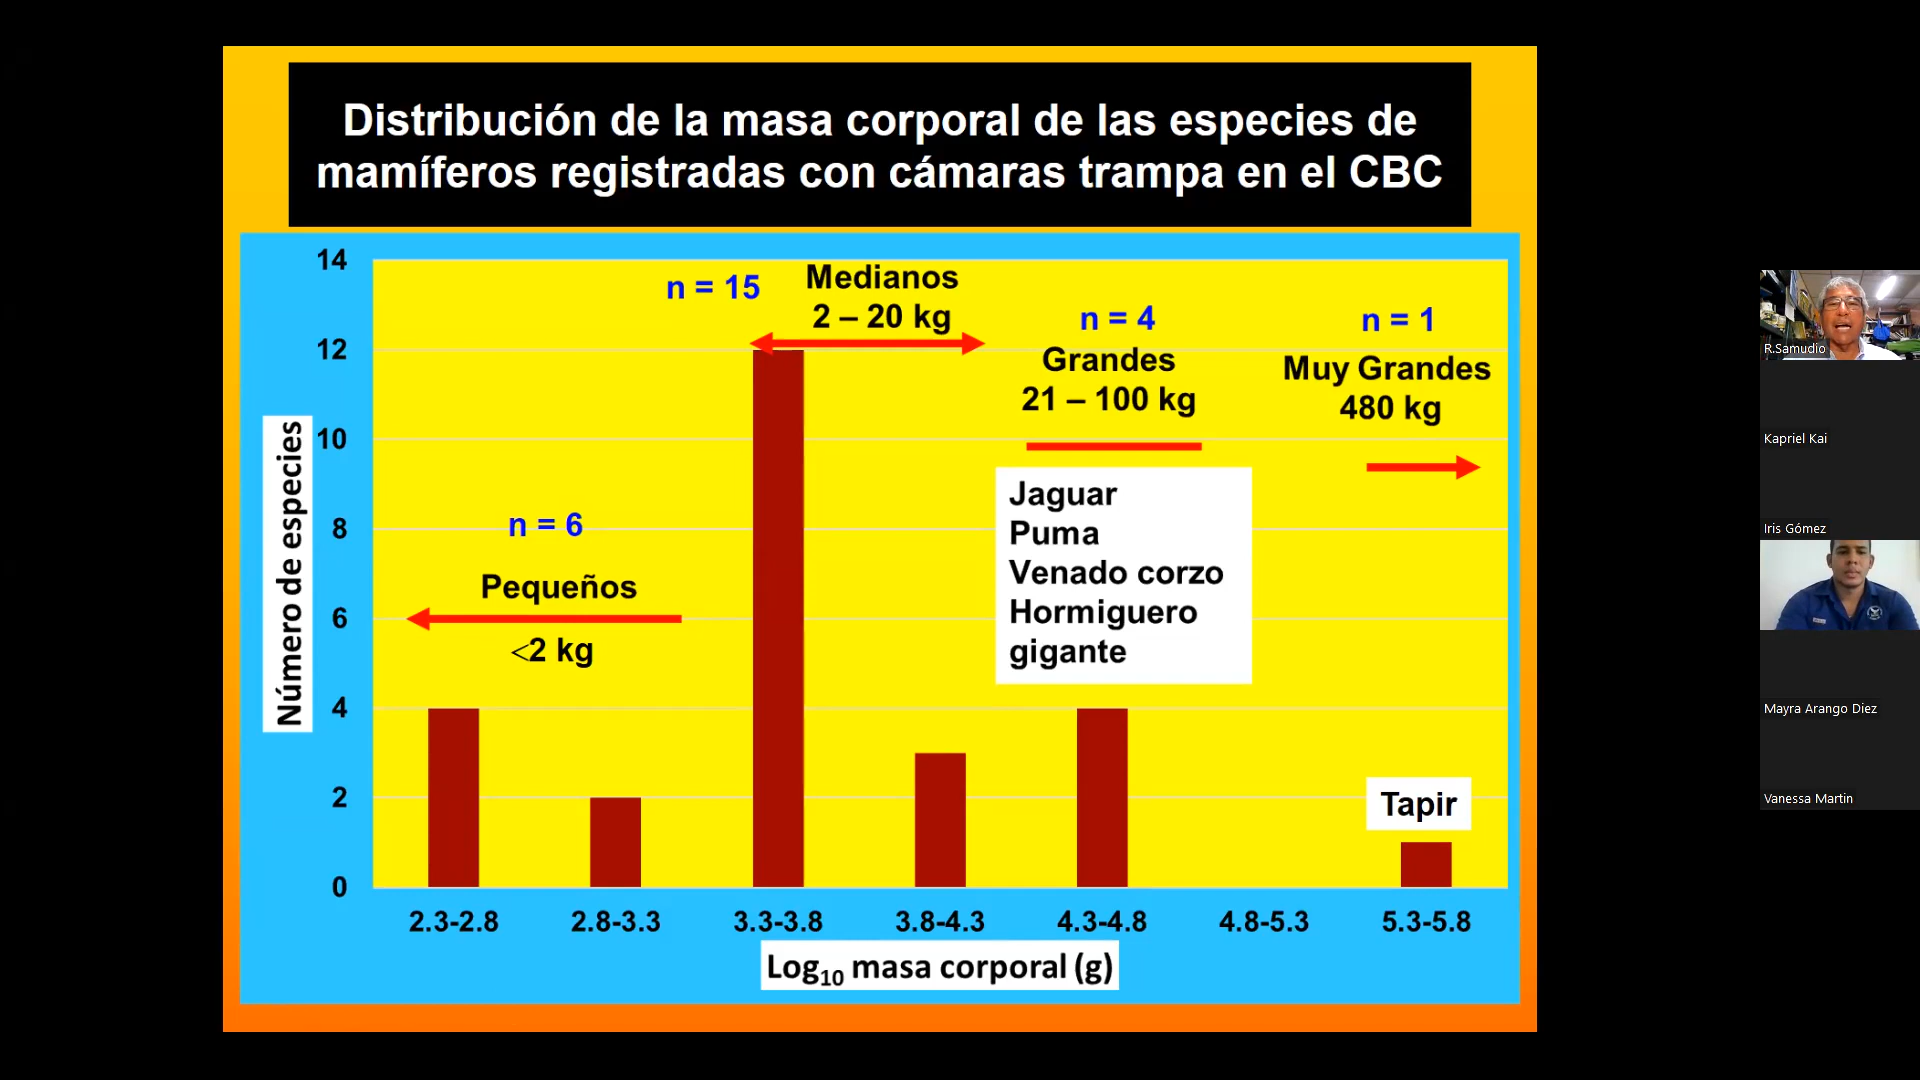 Distribución de la masa corporal de las especies de
mamíferos registradas con cámaras trampa en el CBC
14
12
10
8
6
4
2
0
Número de especies
n = 6
Pequeños
<2 kg
n = 15
Medianos
2 – 20 kg
n = 4
Grandes
21 – 100 kg
Jaguar
Puma
Venado corzo
Hormiguero
gigante
n = 1
Muy Grandes
480 kg
Tapir
2.3-2.8
2.8-3.3
3.3-3.8
3.8-4.3
4.3-4.8
4.8-5.3
5.3-5.8
Log10 masa corporal (g)
R.Samudio
Kapriel Kai
Iris Gómez
Mayra Arango Diez
Vanessa Martin